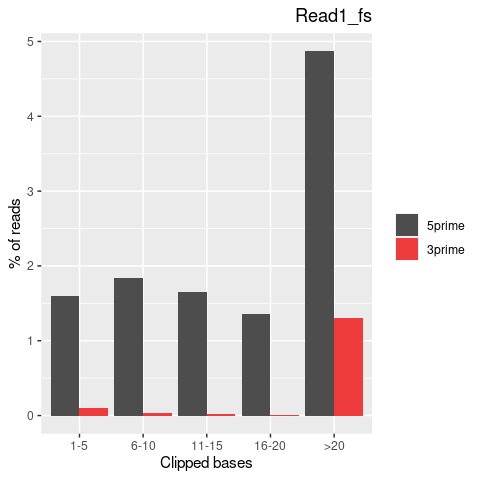 Read1_fs
5
4
3
2
1
0
% of reads
1-5
6-10
11-15
16-20
>20
Clipped bases
5prime
3prime